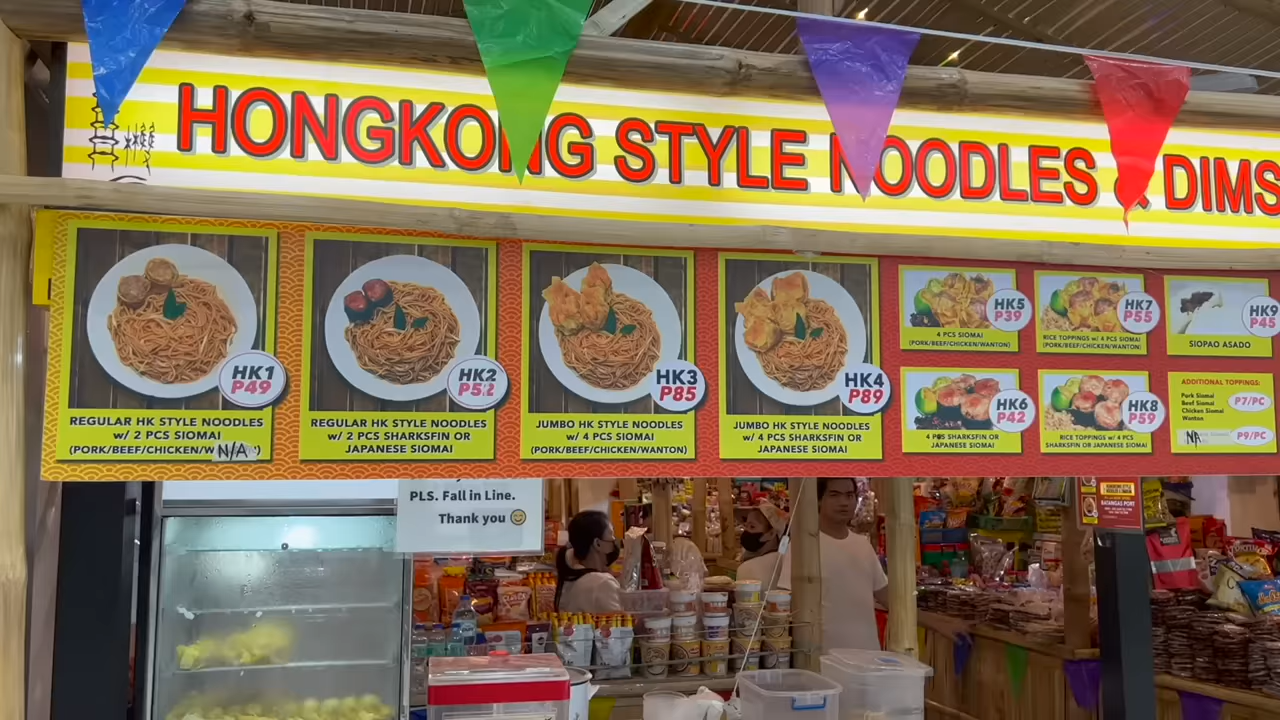 HONGKONG STYLE NOODLES & DIMS
HK1
P49
REGULAR HK STYLE NOODLES
w/ 2 PCS SIOMAI
(PORK/BEEF/CHICKEN/W N/A )
HK2
P52
REGULAR HK STYLE NOODLES
w/ 2 PCS SHARKSFIN OR
JAPANESE SIOMAI
HK3
P85
JUMBO HK STYLE NOODLES
w/ 4 PCS SIOMAI
(PORK/BEEF/CHICKEN/WANTON)
HK4
P89
JUMBO HK STYLE NOODLES
w/ 4 PCS SHARKSFIN OR
JAPANESE SIOMAI
HK5
P39
4 PCS SIOMAI
(PORK/BEEF/CHICKEN/WANTON)
HK7
P55
RICE TOPPINGS w/ 4 PCS SIOMAI
(PORK/BEEF/CHICKEN/WANTON)
HK9
P45
SIOPAO ASADO
HK6
P42
4 PCS SHARKSFIN OR
JAPANESE SIOMAI
HK8
P59
RICE TOPPINGS w/ 4 PCS
SHARKSFIN OR JAPANESE SIOMAI
ADDITIONAL TOPPINGS:
Pork Siomai
Beef Siomai
Chicken Siomai
Wanton
P7/PC
NA
P9/PC
PLS. Fall in Line.
Thank you
BATANGAS PORT